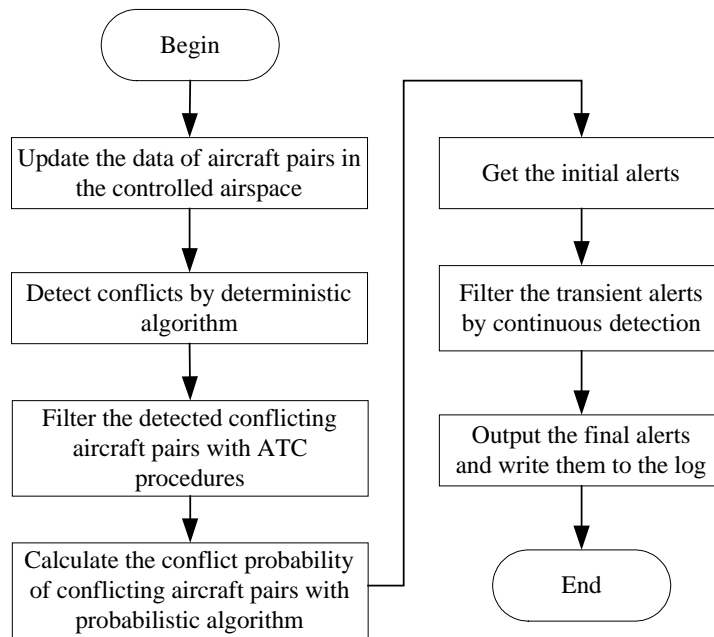 Begin
Update the data of aircraft pairs in
the controlled airspace
Detect conflicts by deterministic
algorithm
Filter the detected conflicting
aircraft pairs with ATC
procedures
Calculate the conflict probability
of conflicting aircraft pairs with
probabilistic algorithm
Get the initial alerts
Filter the transient alerts
by continuous detection
Output the final alerts
and write them to the log
End